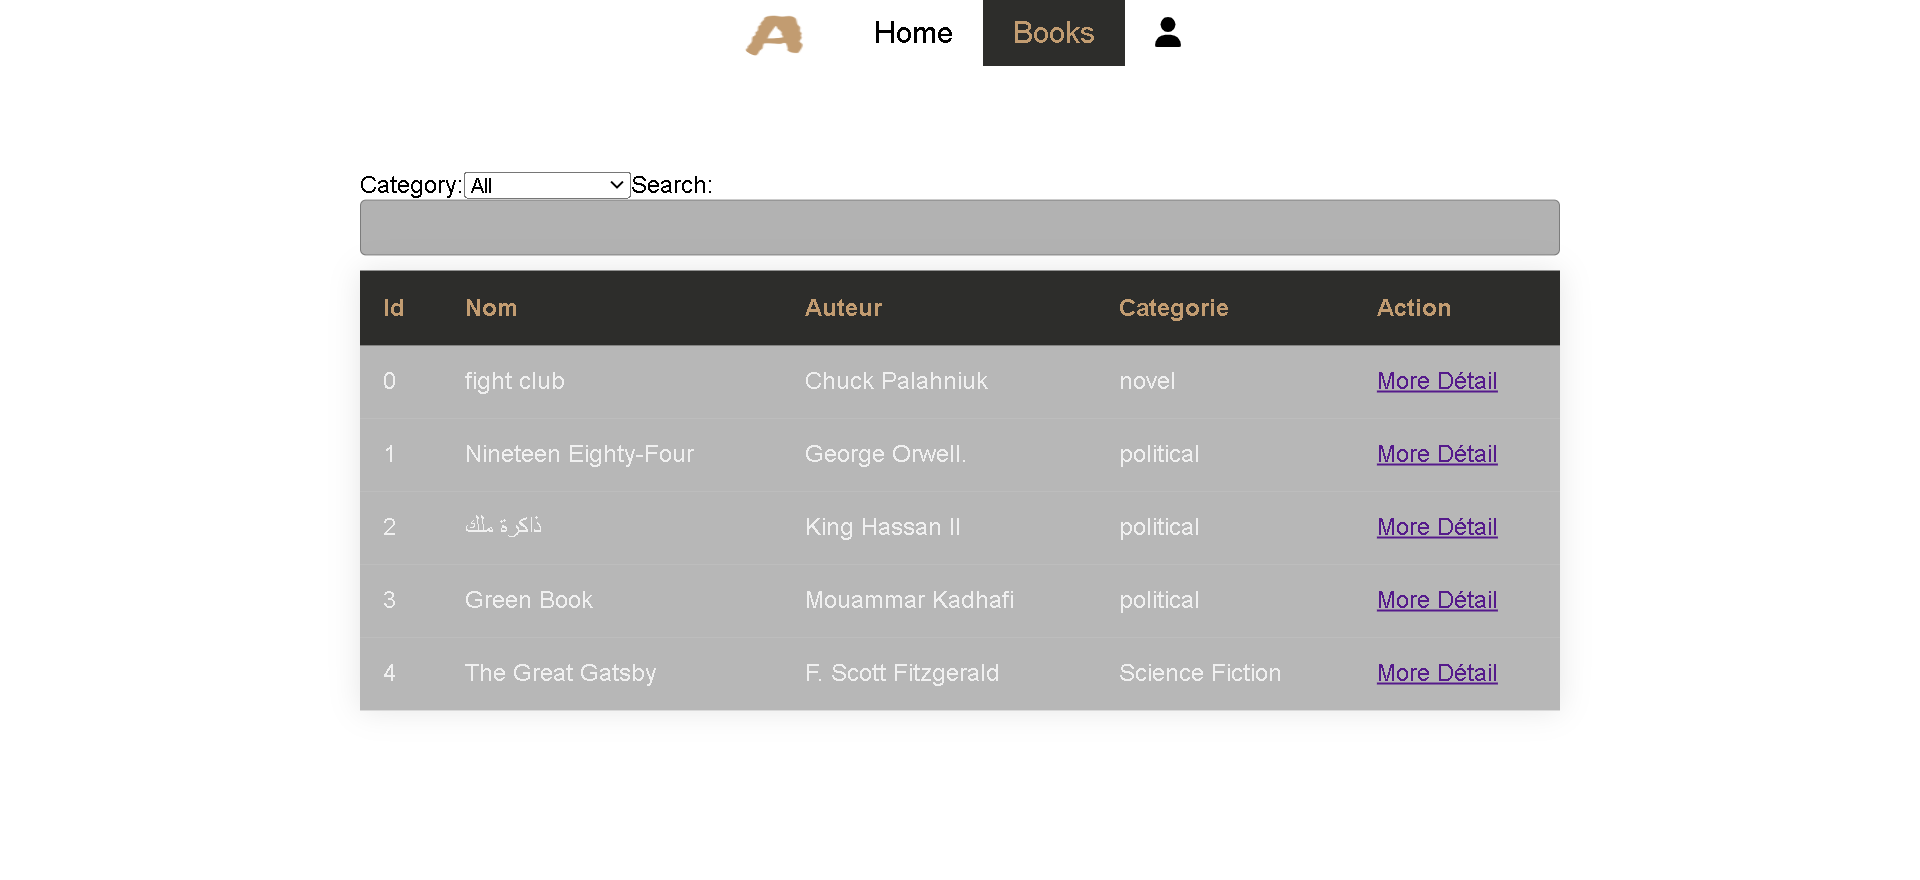 A Home Books
Category: All Search:
Id Nom Auteur Categorie Action
0 fight club Chuck Palahniuk novel More Détail
1 Nineteen Eighty-Four George Orwell. political More Détail
2 ذاكرة ملك King Hassan II political More Détail
3 Green Book Mouammar Kadhafi political More Détail
4 The Great Gatsby F. Scott Fitzgerald Science Fiction More Détail